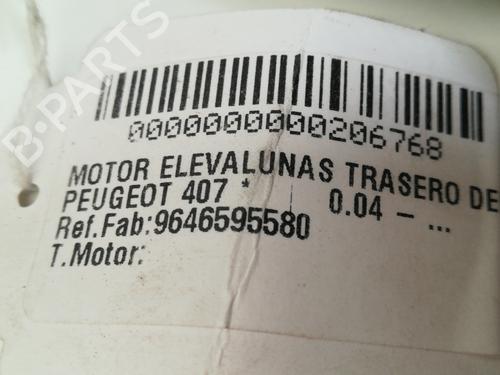 B-PARTS
0000000000206768
MOTOR ELEVALUNAS TRASERO DE
PEUGEOT 407 * 0.04 - ...
Ref.Fab:9646595580
T.Motor: